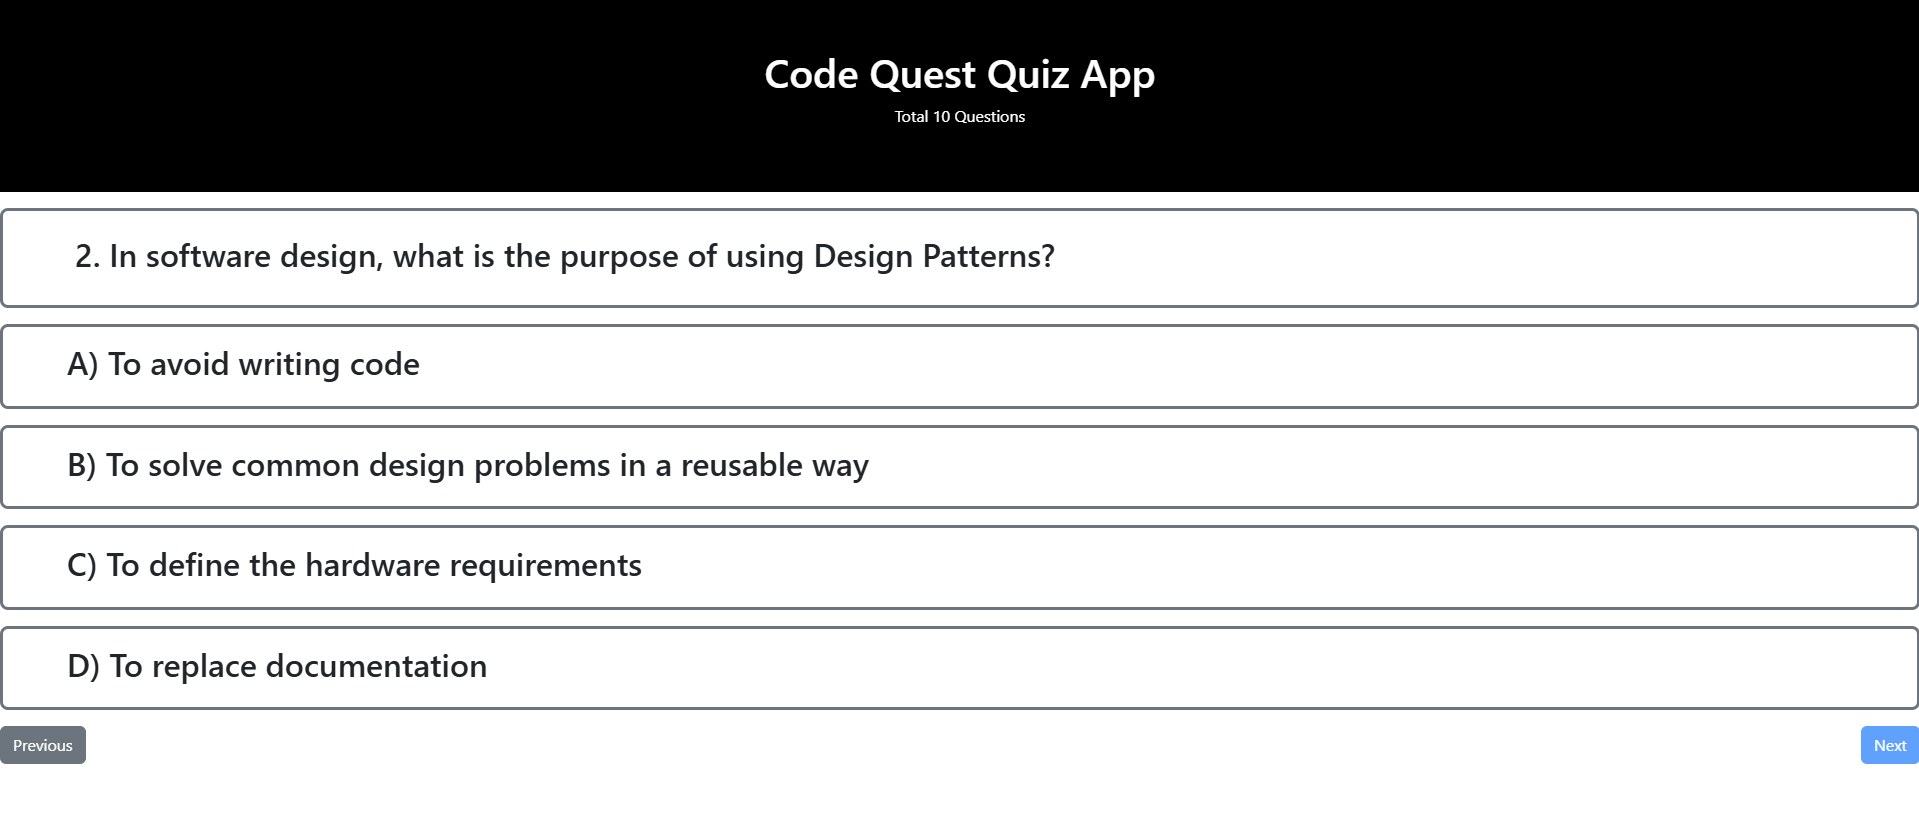 Code Quest Quiz App
Total 10 Questions
2. In software design, what is the purpose of using Design Patterns?
A) To avoid writing code
B) To solve common design problems in a reusable way
C) To define the hardware requirements
D) To replace documentation
Previous
Next